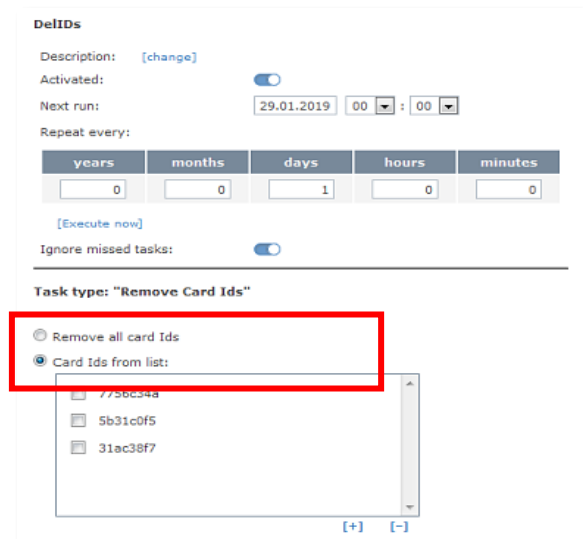 DelIDs
Description: [change]
Activated:
Next run: 29.01.2019 00 : 00
Repeat every:
years months days hours minutes
0 0 1 0 0
[Execute now]
Ignore missed tasks:
Task type: "Remove Card Ids"
Remove all card Ids
Card Ids from list:
7756c34a
5b31c0f5
31ac38f7
[+] [-]